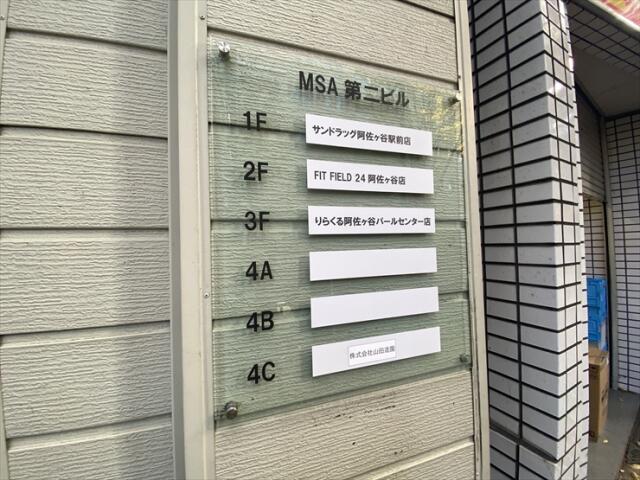 MSA 第二ビル
1F サンドラッグ阿佐ヶ谷駅前店
2F FIT FIELD 24 阿佐ヶ谷店
3F りらくる阿佐ヶ谷パールセンター店
4A
4B
4C 株式会社山田造園